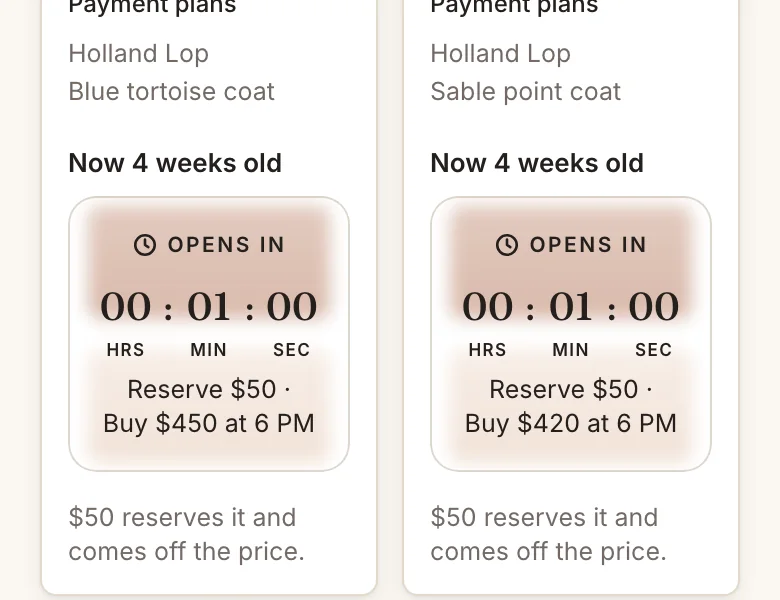 Payment plans
Holland Lop
Blue tortoise coat
Now 4 weeks old
OPENS IN
00 : 01 : 00
HRS MIN SEC
Reserve $50 ·
Buy $450 at 6 PM
$50 reserves it and
comes off the price.
Payment plans
Holland Lop
Sable point coat
Now 4 weeks old
OPENS IN
00 : 01 : 00
HRS MIN SEC
Reserve $50 ·
Buy $420 at 6 PM
$50 reserves it and
comes off the price.